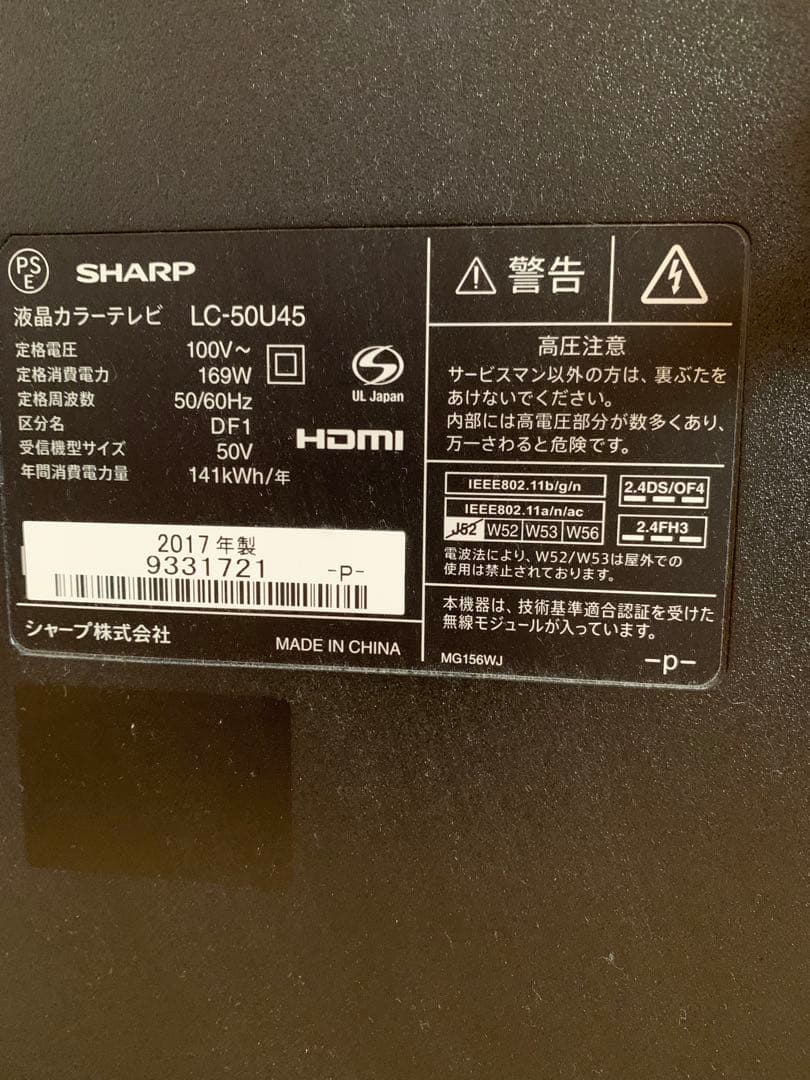 PS
E
SHARP
液晶カラーテレビ LC-50U45
定格電圧 100V～
定格消費電力 169W
定格周波数 50/60Hz
区分名 DF1
受信機型サイズ 50V
年間消費電力量 141kWh/年
S
UL Japan
HDMI
2017年製
9331721 -P-
シャープ株式会社
MADE IN CHINA
警告
高圧注意
サービスマン以外の方は、裏ぶたを
あけないでください。
内部には高電圧部分が数多くあり、
万一さわると危険です。
IEEE802.11b/g/n
2.4DS/OF4
IEEE802.11a/n/ac
J52 W52 W53 W56
2.4FH3
電波法により、W52/W53は屋外での
使用は禁止されております。
本機器は、技術基準適合認証を受けた
無線モジュールが入っています。
MG156WJ
-p-